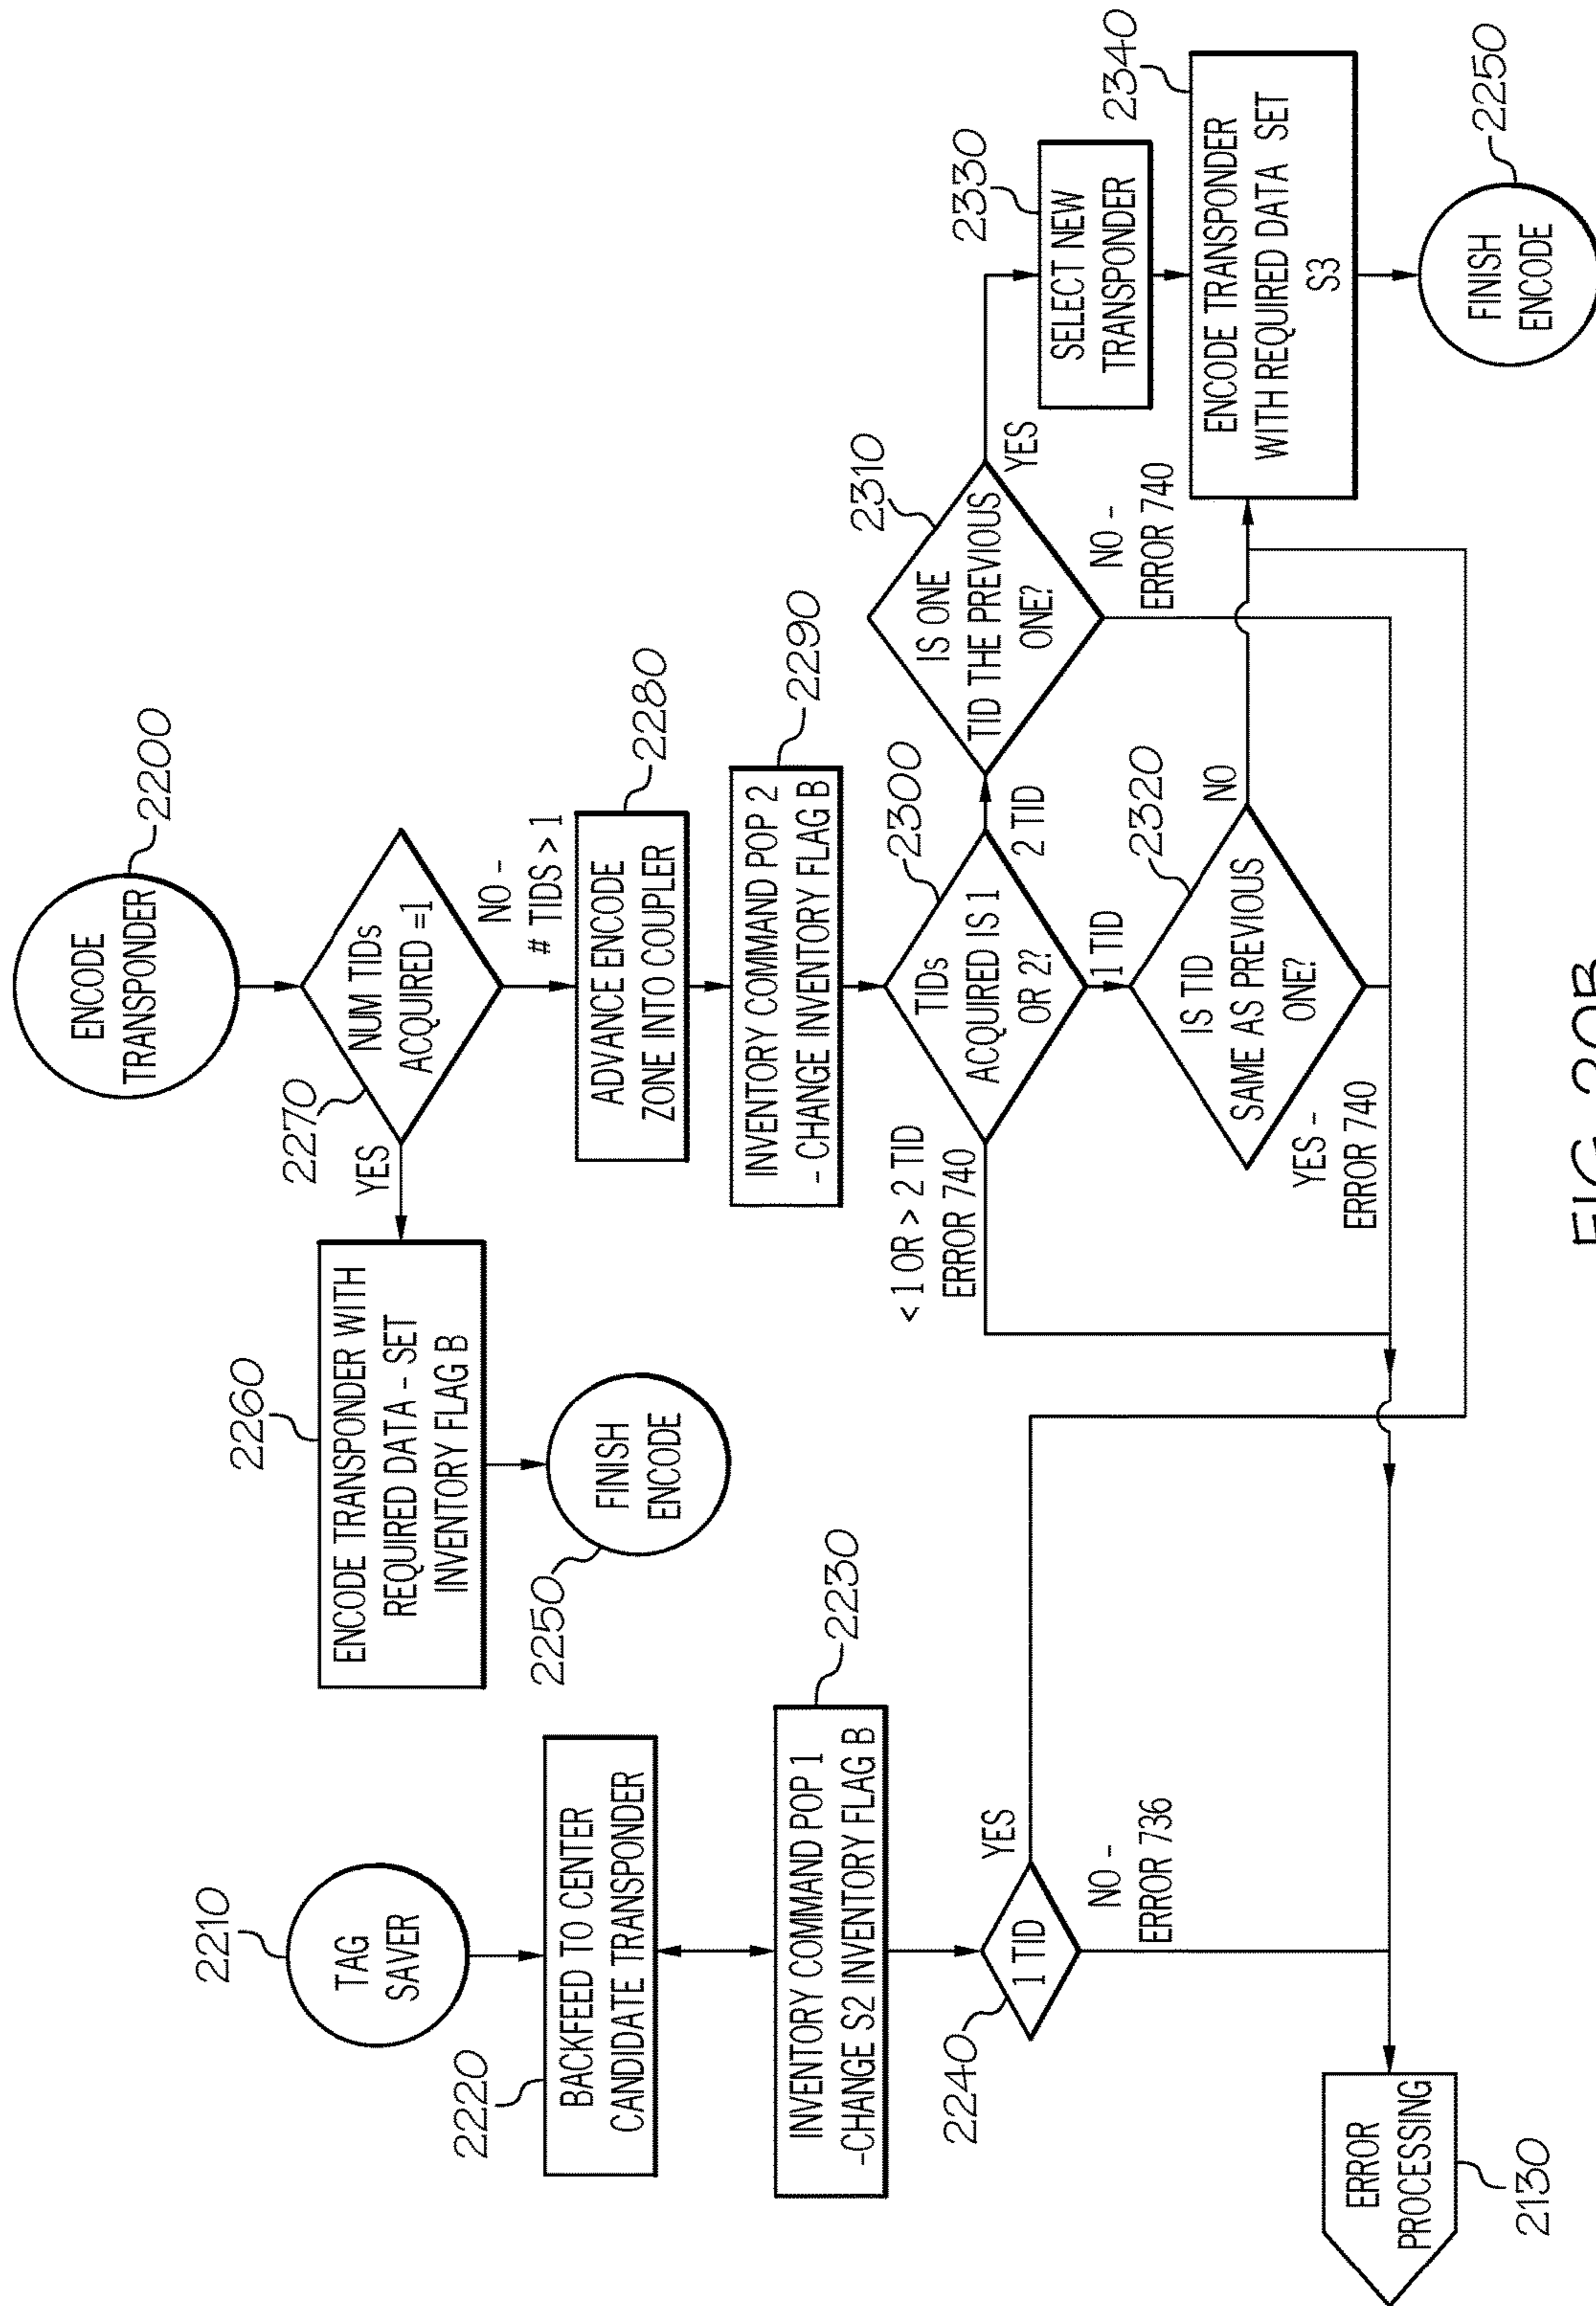 2200
ENCODE
TRANSPONDER
2270
NUM TIDs
ACQUIRED =1
YES
NO -
# TIDS > 1
2260
ENCODE TRANSPONDER WITH
REQUIRED DATA - SET
INVENTORY FLAG B
2250
FINISH
ENCODE
2280
ADVANCE ENCODE
ZONE INTO COUPLER
2290
INVENTORY COMMAND POP 2
- CHANGE INVENTORY FLAG B
2300
TIDs
ACQUIRED IS 1
OR 2?
< 1 OR > 2 TID
ERROR 740
2 TID
1 TID
2310
IS ONE
TID THE PREVIOUS
ONE?
YES
NO -
ERROR 740
2320
IS TID
SAME AS PREVIOUS
ONE?
NO
YES -
ERROR 740
2330
SELECT NEW
TRANSPONDER
2340
ENCODE TRANSPONDER
WITH REQUIRED DATA SET
S3
2250
FINISH
ENCODE
2210
TAG
SAVER
2220
BACKFEED TO CENTER
CANDIDATE TRANSPONDER
2230
INVENTORY COMMAND POP 1
-CHANGE S2 INVENTORY FLAG B
2240
1 TID
YES
NO -
ERROR 736
ERROR
PROCESSING
2130
FIG. 20B